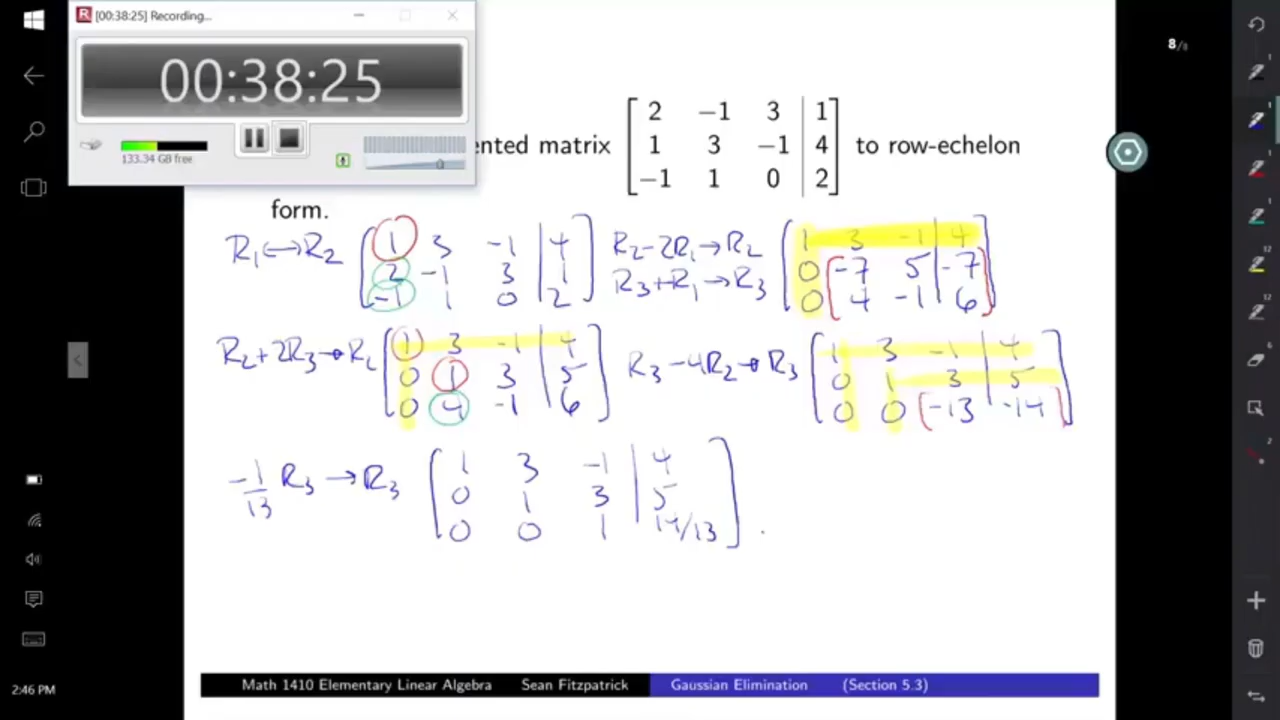 [00:38:25] Recording...
00:38:25
133.34 GB free
8/8
nted matrix [2 −1 3 | 1] to row-echelon
[1 3 −1 | 4]
[−1 1 0 | 2]
form.
R₁ ↔ R₂ [1 3 -1 | 4] R₂-2R₁→R₂ [1 3 -1 | 4]
[2 -1 3 | 1] R₃+R₁→R₃ [0 -7 5 | -7]
[-1 1 0 | 2] [0 4 -1 | 6]
R₂+2R₃→R₂ [1 3 -1 | 4] R₃-4R₂→R₃ [1 3 -1 | 4]
[0 1 3 | 5] [0 1 3 | 5]
[0 4 -1 | 6] [0 0 -13 | -14]
-1/13 R₃→R₃ [1 3 -1 | 4]
[0 1 3 | 5]
[0 0 1 | 14/13].
2:46 PM
Math 1410 Elementary Linear Algebra Sean Fitzpatrick Gaussian Elimination (Section 5.3)